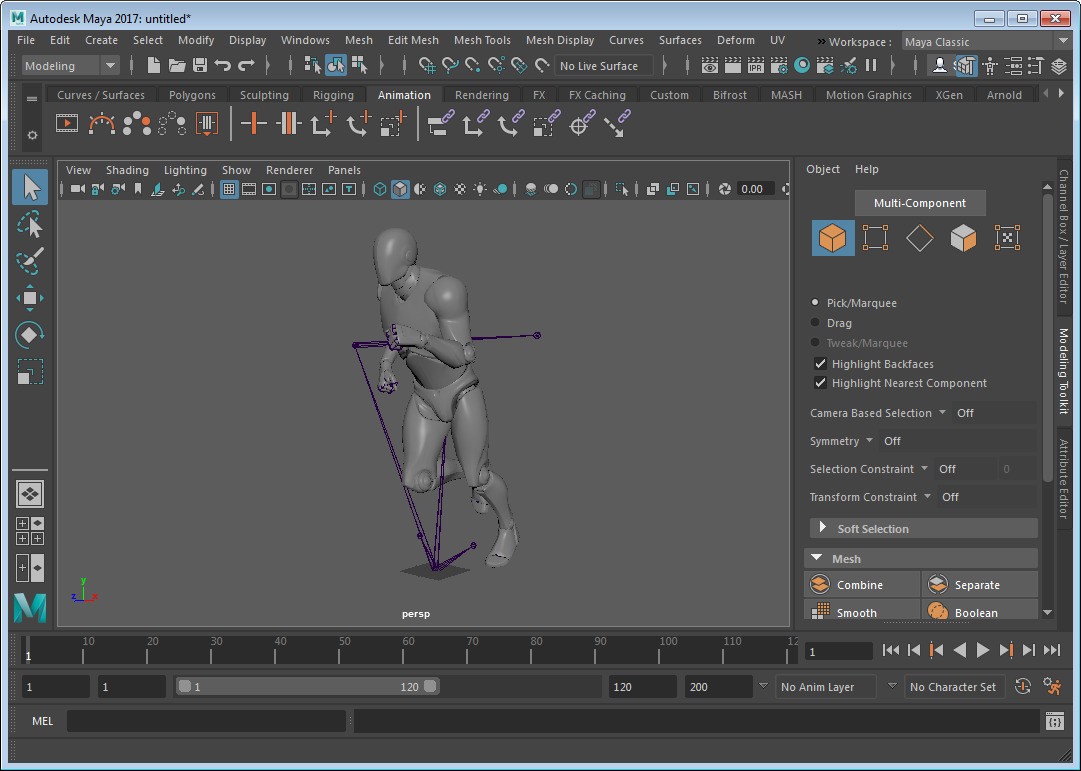 Autodesk Maya 2017: untitled*
File Edit Create Select Modify Display Windows Mesh Edit Mesh Mesh Tools Mesh Display Curves Surfaces Deform UV » Workspace : Maya Classic
Modeling No Live Surface IPR
Curves / Surfaces Polygons Sculpting Rigging Animation Rendering FX FX Caching Custom Bifrost MASH Motion Graphics XGen Arnold
View Shading Lighting Show Renderer Panels
0.00
Object Help
Multi-Component
Pick/Marquee
Drag
Tweak/Marquee
Highlight Backfaces
Highlight Nearest Component
Camera Based Selection Off
Symmetry Off
Selection Constraint Off 0
Transform Constraint Off
Soft Selection
Mesh
Combine Separate
Smooth Boolean
Channel Box / Layer Editor
Modeling Toolkit
Attribute Editor
y
z x
persp
10 20 30 40 50 60 70 80 90 100 110 12
1
1
1 1 1 120 120 200 No Anim Layer No Character Set
MEL